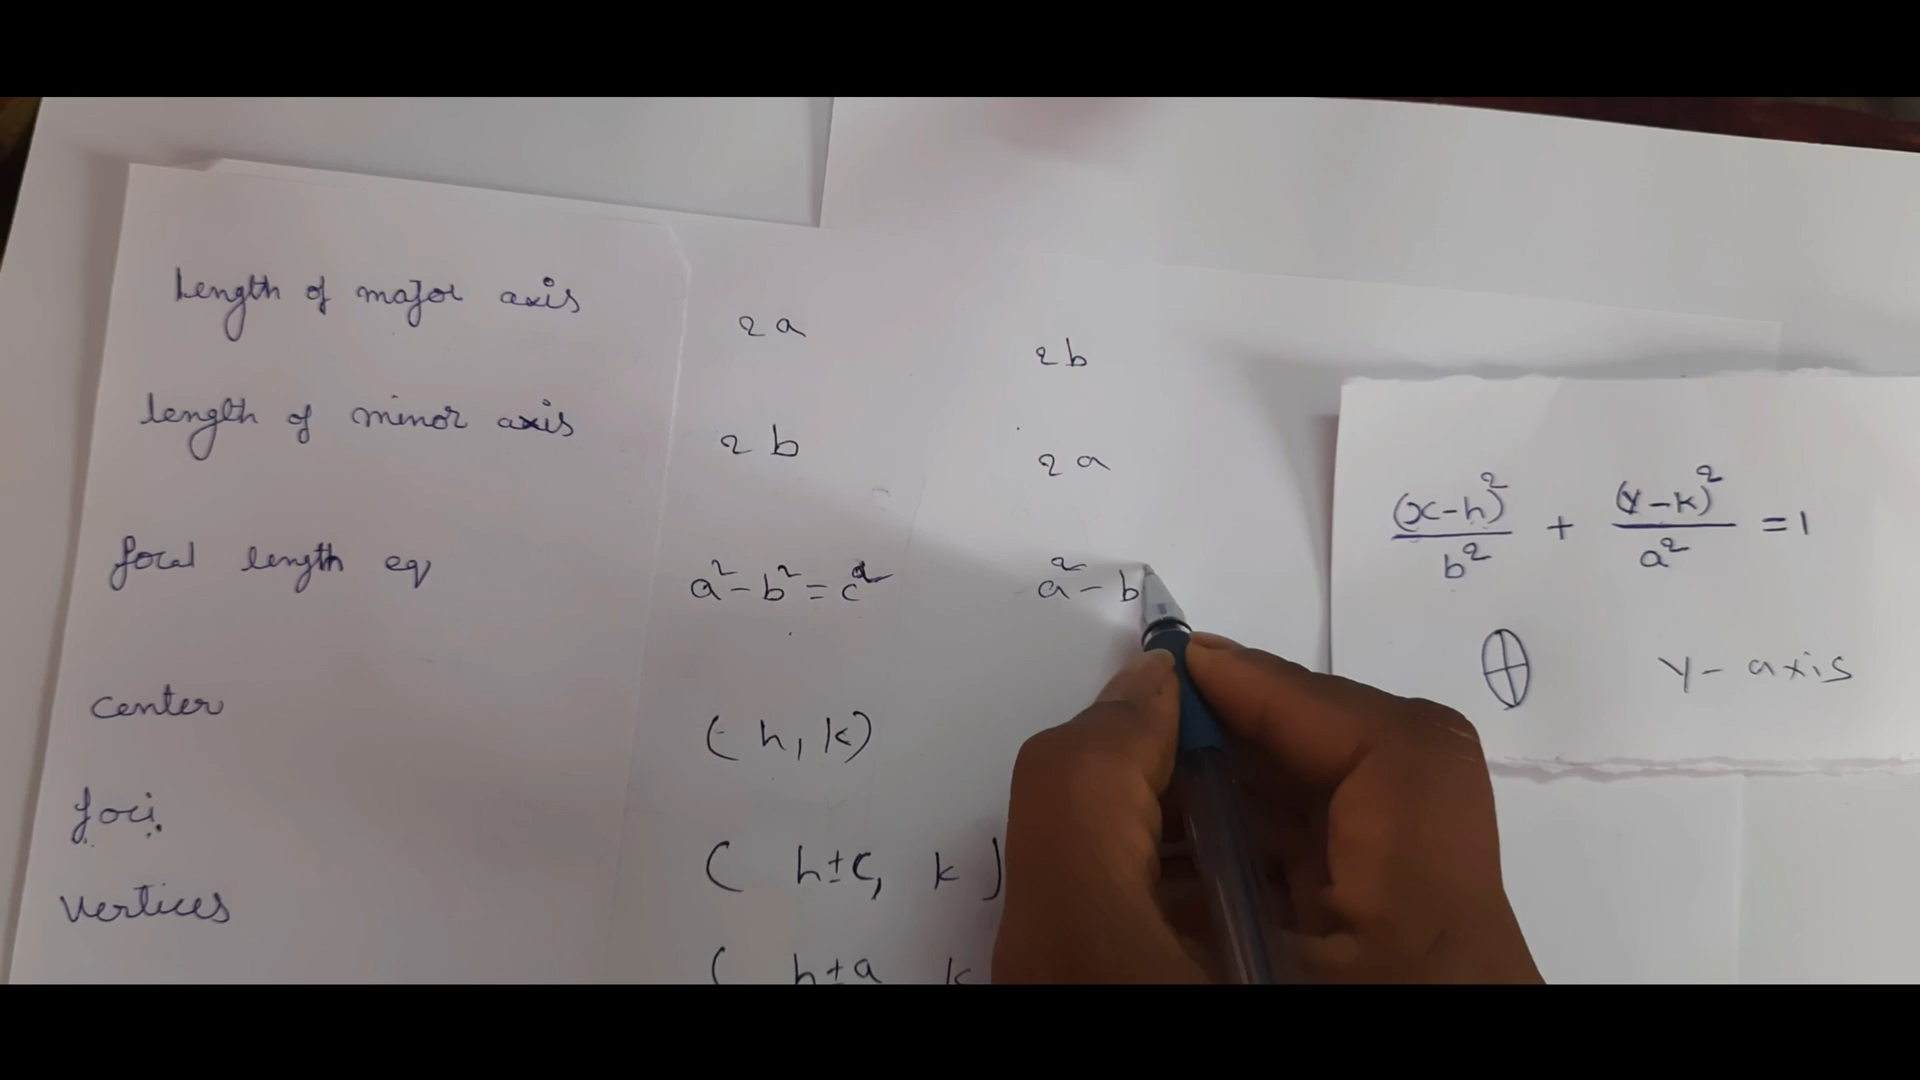 Length of major axis 2a 2b
length of minor axis 2b 2a
focal length eq a² - b² = c² a² - b
center (h, k)
foci (h±c, k)
vertices
(h±a k
(x-h)²/b² + (y-k)²/a² = 1
Y- axis